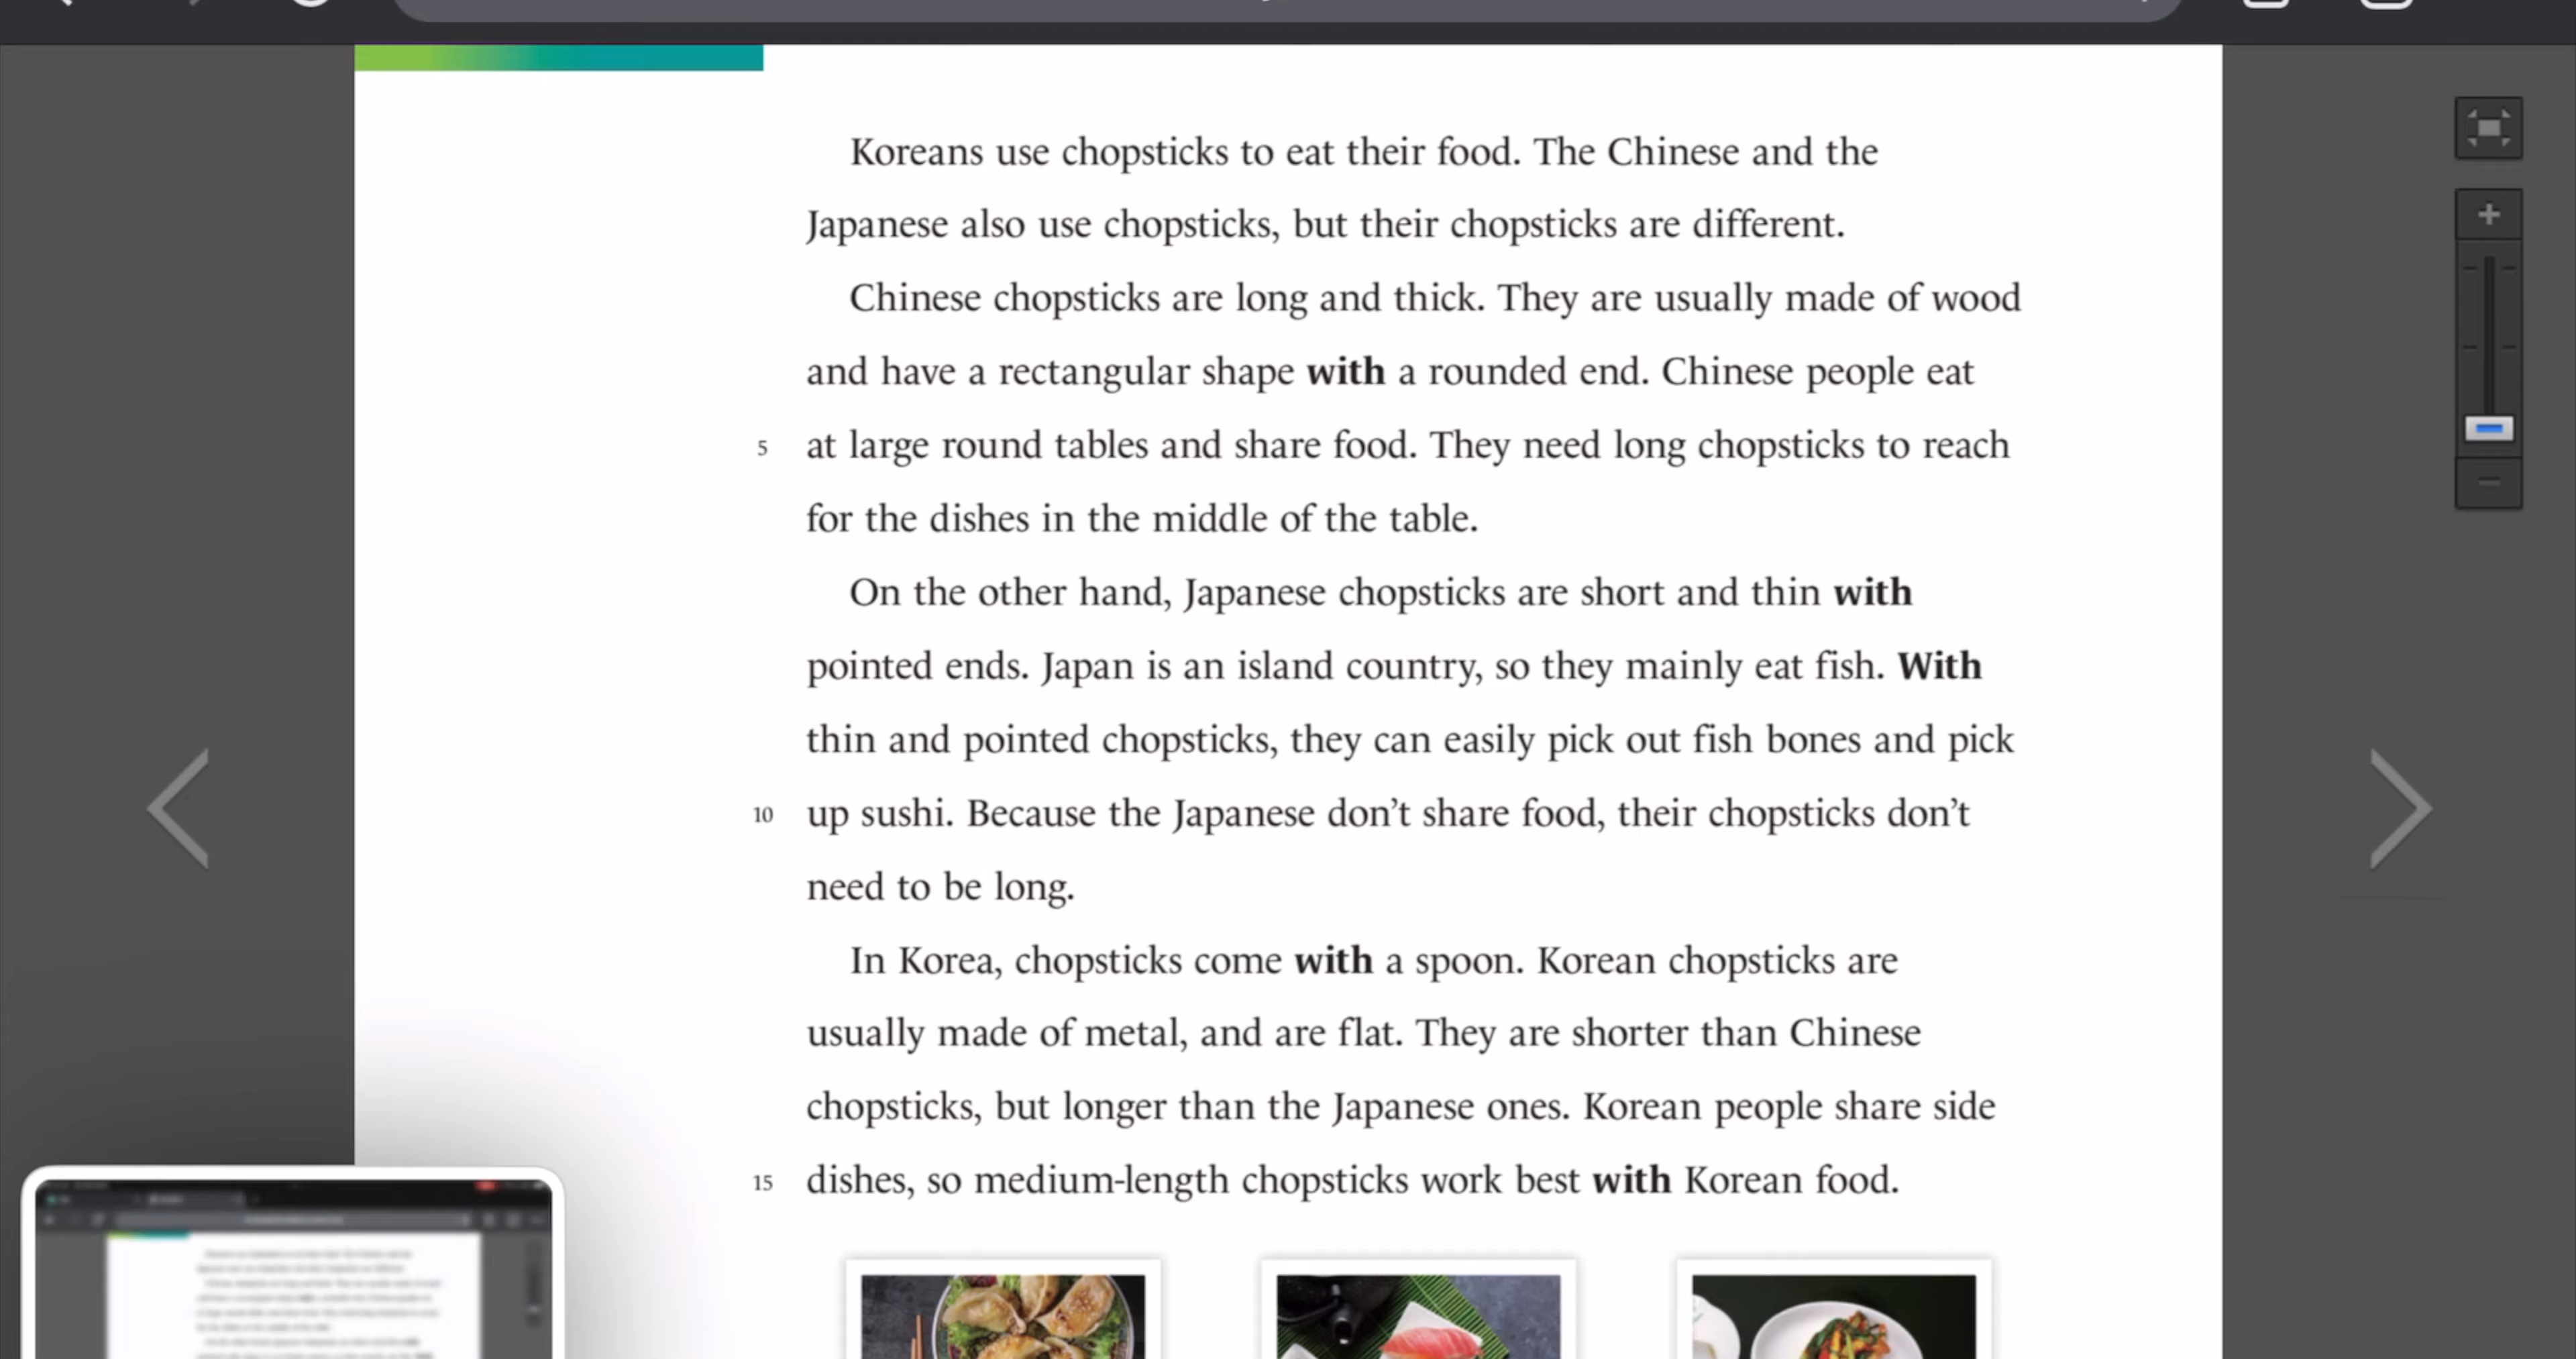 Koreans use chopsticks to eat their food. The Chinese and the
Japanese also use chopsticks, but their chopsticks are different.
Chinese chopsticks are long and thick. They are usually made of wood
and have a rectangular shape with a rounded end. Chinese people eat
5 at large round tables and share food. They need long chopsticks to reach
for the dishes in the middle of the table.
On the other hand, Japanese chopsticks are short and thin with
pointed ends. Japan is an island country, so they mainly eat fish. With
thin and pointed chopsticks, they can easily pick out fish bones and pick
10 up sushi. Because the Japanese don’t share food, their chopsticks don’t
need to be long.
In Korea, chopsticks come with a spoon. Korean chopsticks are
usually made of metal, and are flat. They are shorter than Chinese
chopsticks, but longer than the Japanese ones. Korean people share side
15 dishes, so medium-length chopsticks work best with Korean food.